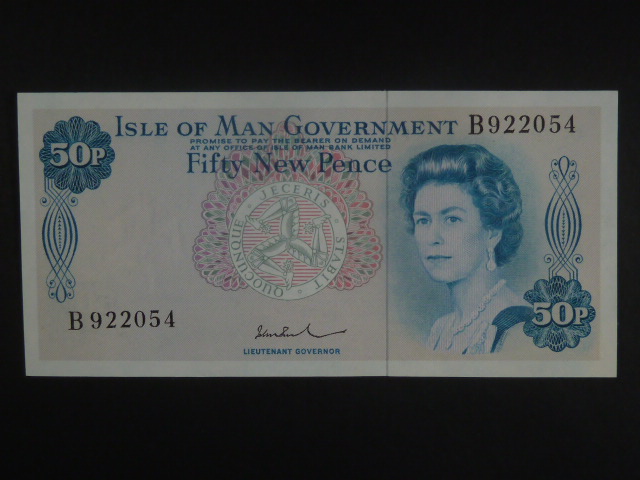 ISLE OF MAN GOVERNMENT B922054
PROMISE TO PAY THE BEARER ON DEMAND
AT ANY OFFICE OF ISLE OF MAN BANK LIMITED
50P
Fifty New Pence
QUOCUNQUE · JECERIS · STABIT ·
B 922054
50P
LIEUTENANT GOVERNOR